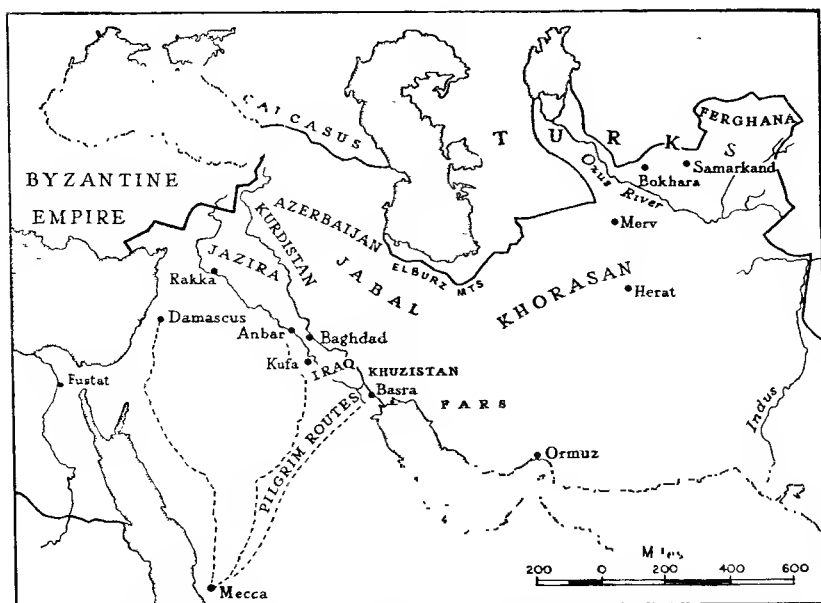 CAICASUS
T U R K S
FERGHANA
Oxus River
Bokhara
Samarkand
BYZANTINE
EMPIRE
Merv
AZERBAIJAN
KURDISTAN
JAZIRA
JABAL
ELBURZ MTS
KHORASAN
Rakka
Herat
Damascus
Anbar
Baghdad
Kufa
IRAQ
KHUZISTAN
Fustat
Basra
FARS
Indus
PILGRIM ROUTES
Ormuz
Miles
200 0 200 400 600
Mecca